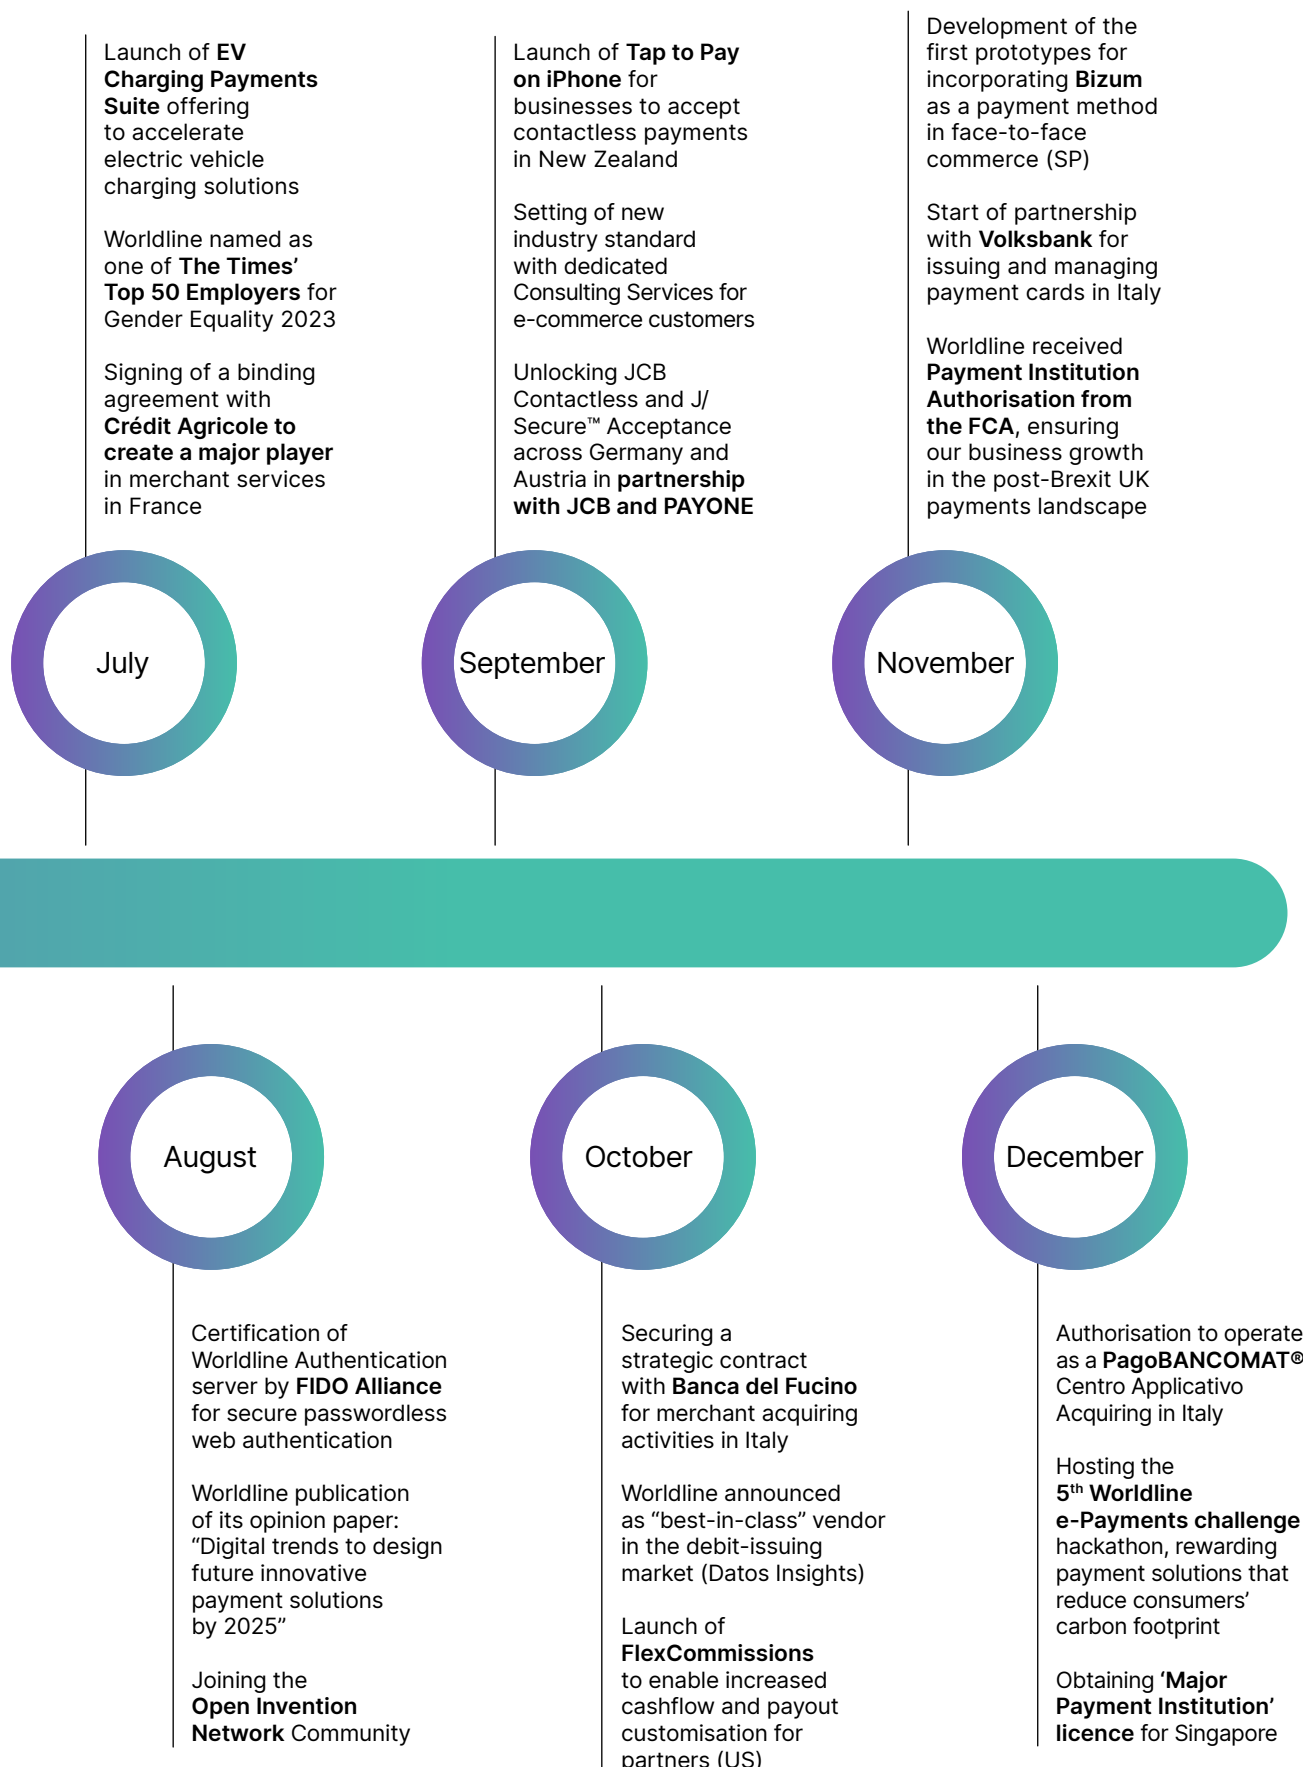 Launch of EV
Charging Payments
Suite offering
to accelerate
electric vehicle
charging solutions
Worldline named as
one of The Times’
Top 50 Employers for
Gender Equality 2023
Signing of a binding
agreement with
Crédit Agricole to
create a major player
in merchant services
in France
July
Launch of Tap to Pay
on iPhone for
businesses to accept
contactless payments
in New Zealand
Setting of new
industry standard
with dedicated
Consulting Services for
e-commerce customers
Unlocking JCB
Contactless and J/
Secure™ Acceptance
across Germany and
Austria in partnership
with JCB and PAYONE
September
Development of the
first prototypes for
incorporating Bizum
as a payment method
in face-to-face
commerce (SP)
Start of partnership
with Volksbank for
issuing and managing
payment cards in Italy
Worldline received
Payment Institution
Authorisation from
the FCA, ensuring
our business growth
in the post-Brexit UK
payments landscape
November
August
Certification of
Worldline Authentication
server by FIDO Alliance
for secure passwordless
web authentication
Worldline publication
of its opinion paper:
“Digital trends to design
future innovative
payment solutions
by 2025”
Joining the
Open Invention
Network Community
October
Securing a
strategic contract
with Banca del Fucino
for merchant acquiring
activities in Italy
Worldline announced
as “best-in-class” vendor
in the debit-issuing
market (Datos Insights)
Launch of
FlexCommissions
to enable increased
cashflow and payout
customisation for
partners (US)
December
Authorisation to operate
as a PagoBANCOMAT®
Centro Applicativo
Acquiring in Italy
Hosting the
5th Worldline
e-Payments challenge
hackathon, rewarding
payment solutions that
reduce consumers’
carbon footprint
Obtaining ‘Major
Payment Institution’
licence for Singapore